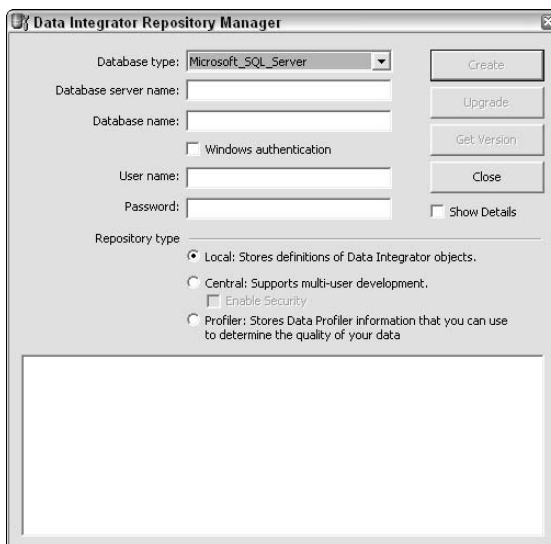 Data Integrator Repository Manager
Database type: Microsoft_SQL_Server
Create
Database server name:
Upgrade
Database name:
Get Version
Windows authentication
User name:
Close
Password:
Show Details
Repository type
Local: Stores definitions of Data Integrator objects.
Central: Supports multi-user development.
Enable Security
Profiler: Stores Data Profiler information that you can use
to determine the quality of your data